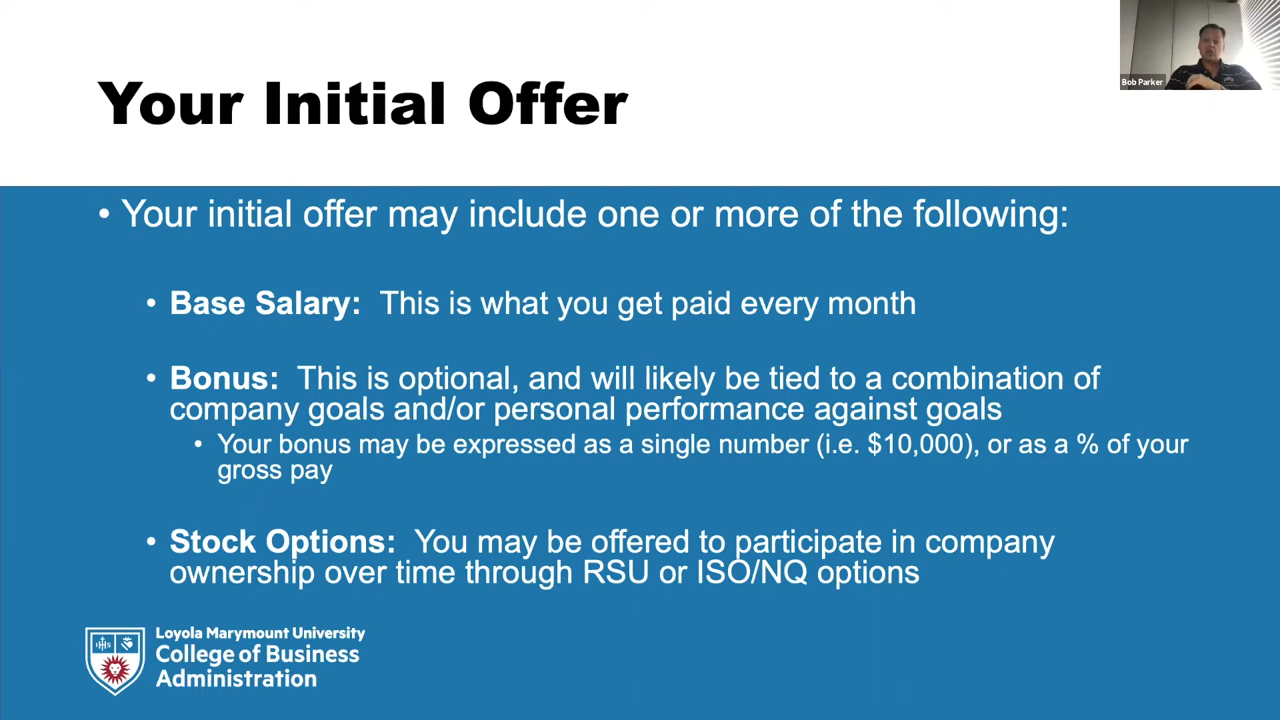 Bob Parker
Your Initial Offer
• Your initial offer may include one or more of the following:
• Base Salary: This is what you get paid every month
• Bonus: This is optional, and will likely be tied to a combination of
company goals and/or personal performance against goals
• Your bonus may be expressed as a single number (i.e. $10,000), or as a % of your
gross pay
• Stock Options: You may be offered to participate in company
ownership over time through RSU or ISO/NQ options
IHS
Loyola Marymount University
College of Business
Administration